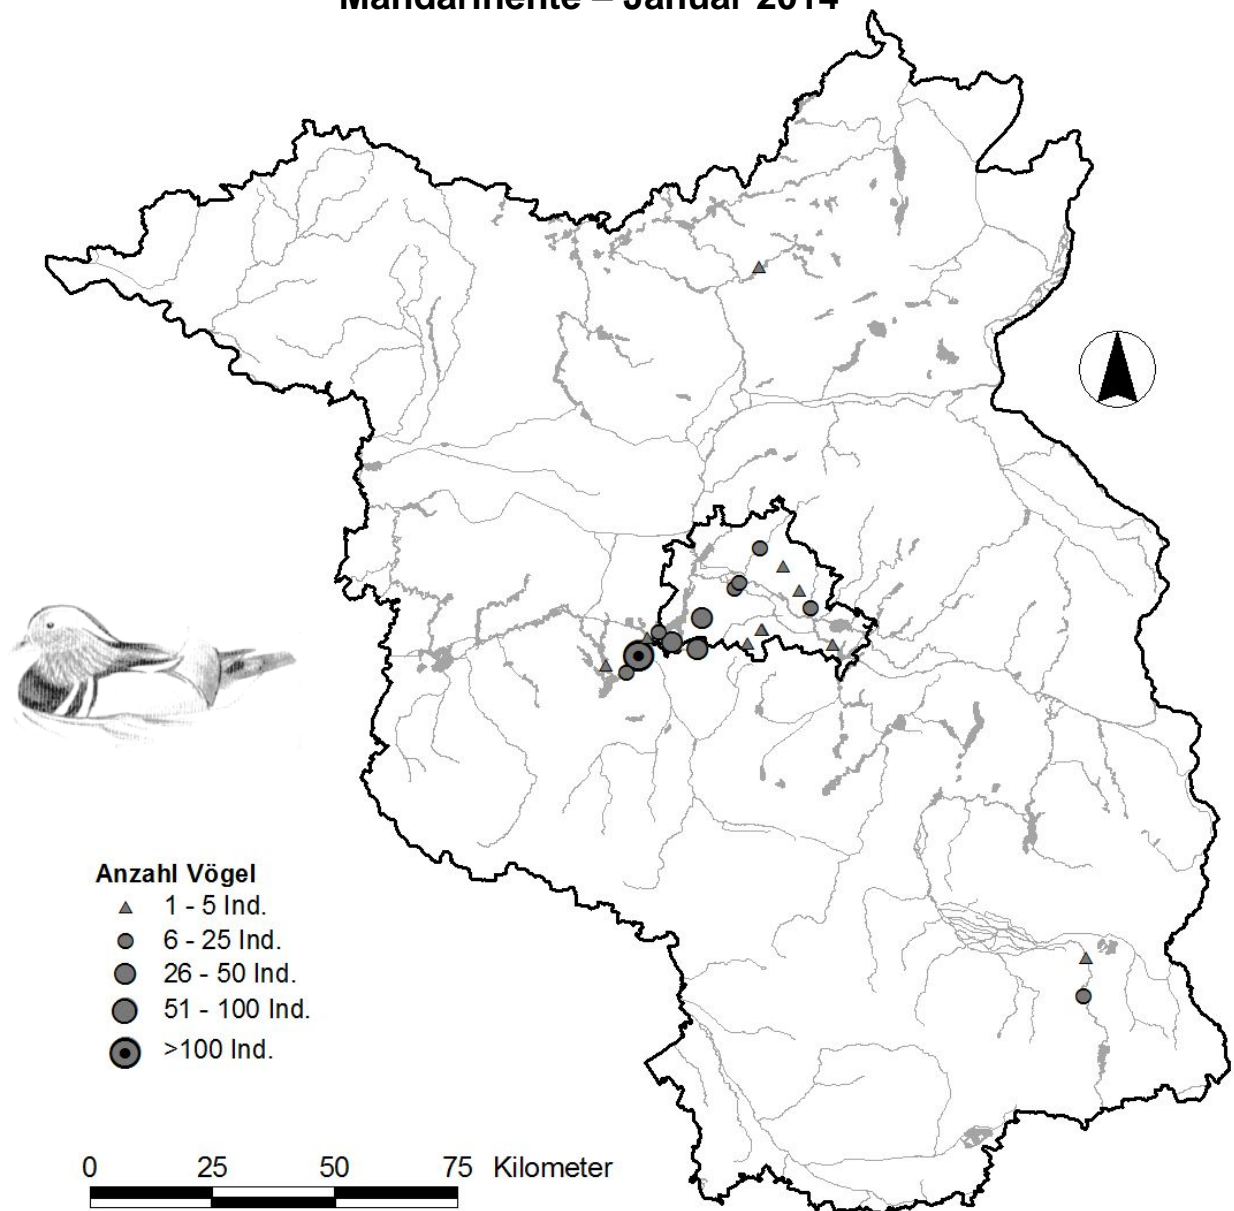 Mandarinente – Januar 2014
Anzahl Vögel
1 - 5 Ind.
6 - 25 Ind.
26 - 50 Ind.
51 - 100 Ind.
>100 Ind.
0 25 50 75 Kilometer